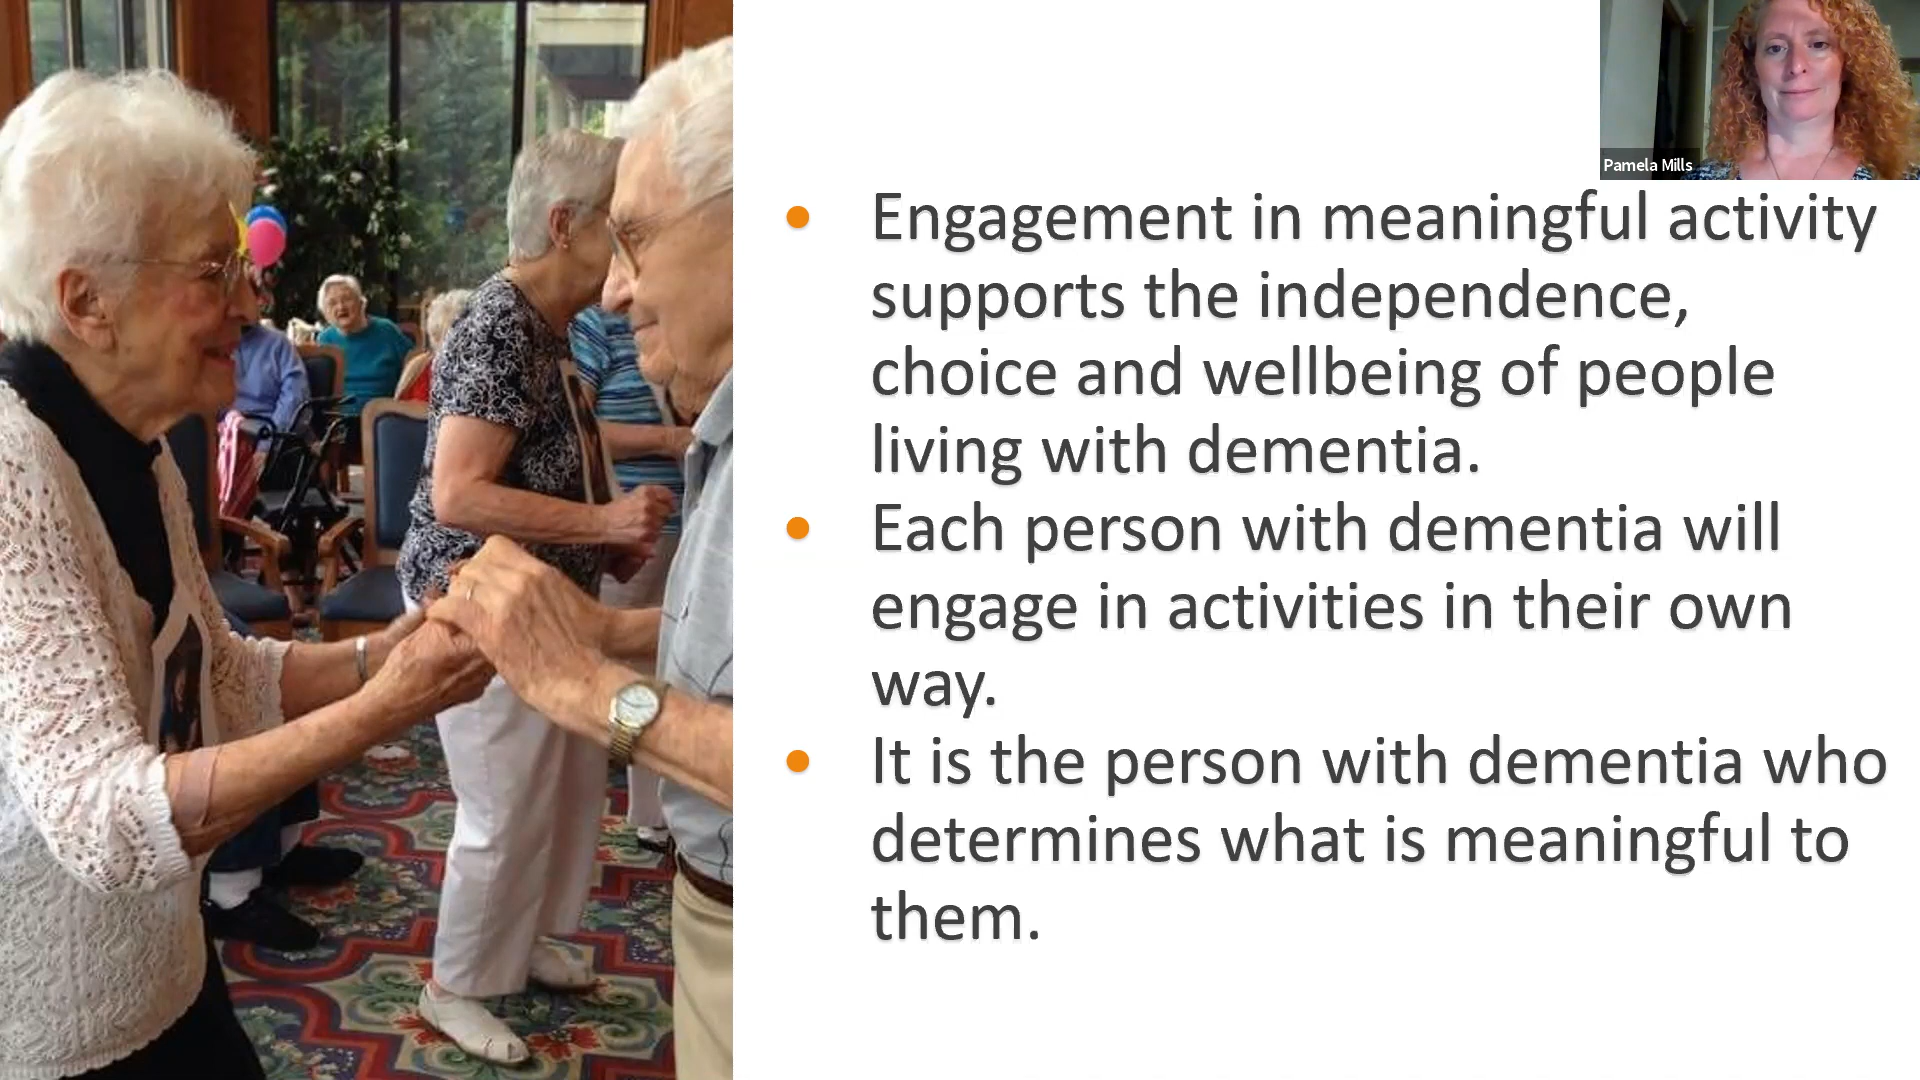 Pamela Mills
• Engagement in meaningful activity
supports the independence,
choice and wellbeing of people
living with dementia.
• Each person with dementia will
engage in activities in their own
way.
• It is the person with dementia who
determines what is meaningful to
them.